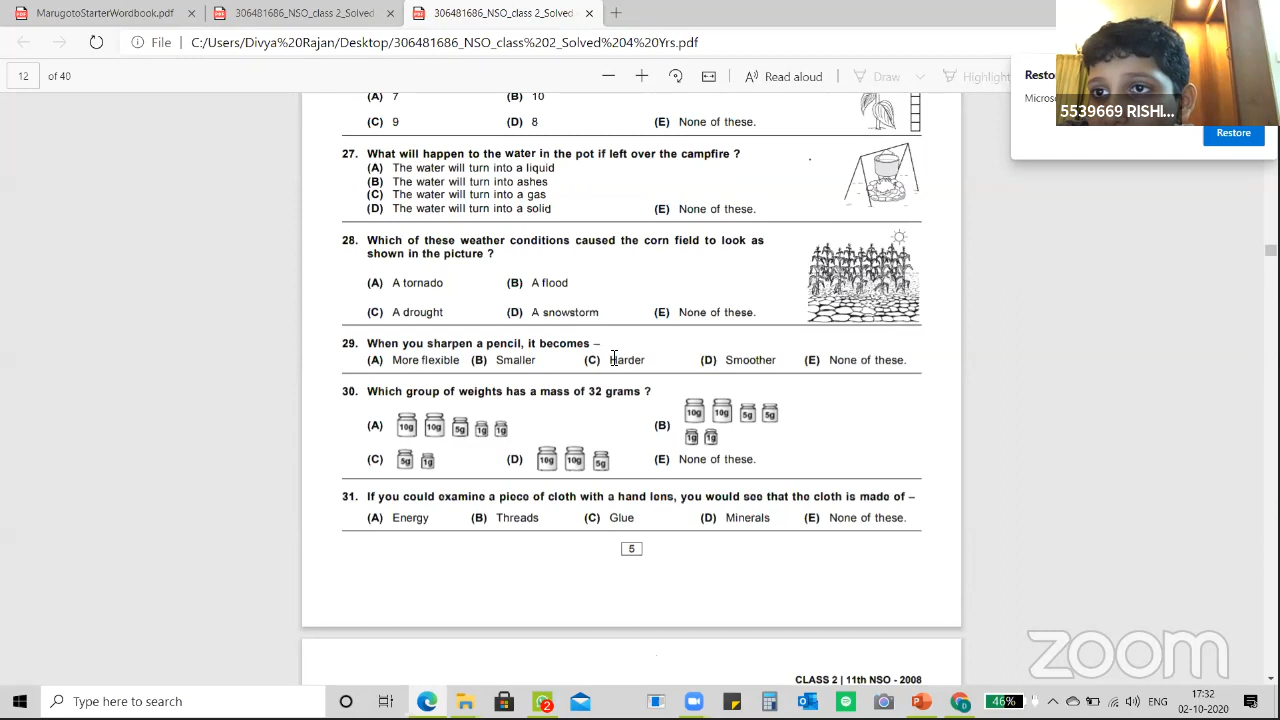 MarugotoStarterWordbook.pdf
306481686_NSO_class%202_Solved
306481686_NSO_class%202_Solved
File C:/Users/Divya%20Rajan/Desktop/306481686_NSO_class%202_Solved%204%20Yrs.pdf
12 of 40
Read aloud Draw Highlight
Resto
Micros
Restore
5539669 RISHI...
(A) 7 (B) 10
(C) 9 (D) 8 (E) None of these.
27. What will happen to the water in the pot if left over the campfire ?
(A) The water will turn into a liquid
(B) The water will turn into ashes
(C) The water will turn into a gas
(D) The water will turn into a solid (E) None of these.
28. Which of these weather conditions caused the corn field to look as
shown in the picture ?
(A) A tornado (B) A flood
(C) A drought (D) A snowstorm (E) None of these.
29. When you sharpen a pencil, it becomes –
(A) More flexible (B) Smaller (C) Harder (D) Smoother (E) None of these.
30. Which group of weights has a mass of 32 grams ?
(A) 10g 10g 5g 1g 1g (B) 10g 10g 5g 5g
1g 1g
(C) 5g 1g (D) 10g 10g 5g (E) None of these.
31. If you could examine a piece of cloth with a hand lens, you would see that the cloth is made of –
(A) Energy (B) Threads (C) Glue (D) Minerals (E) None of these.
5
zoom
CLASS 2 | 11th NSO - 2008
Type here to search
2
46%
ENG
17:32
02-10-2020